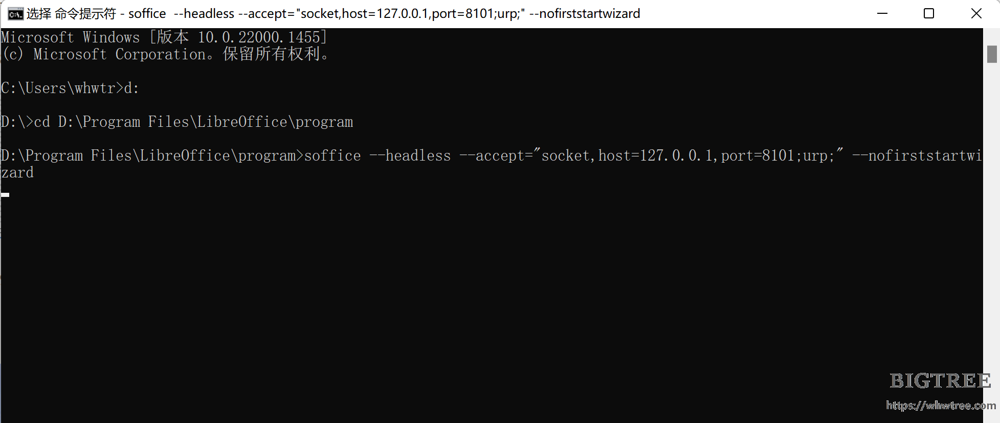 选择 命令提示符 - soffice  --headless --accept="socket,host=127.0.0.1,port=8101;urp;" --nofirststartwizard
Microsoft Windows [版本 10.0.22000.1455]
(c) Microsoft Corporation。保留所有权利。
C:\Users\whwtr>d:
D:\>cd D:\Program Files\LibreOffice\program
D:\Program Files\LibreOffice\program>soffice --headless --accept="socket,host=127.0.0.1,port=8101;urp;" --nofirststartwi
zard
BIGTREE
https://whwtree.com